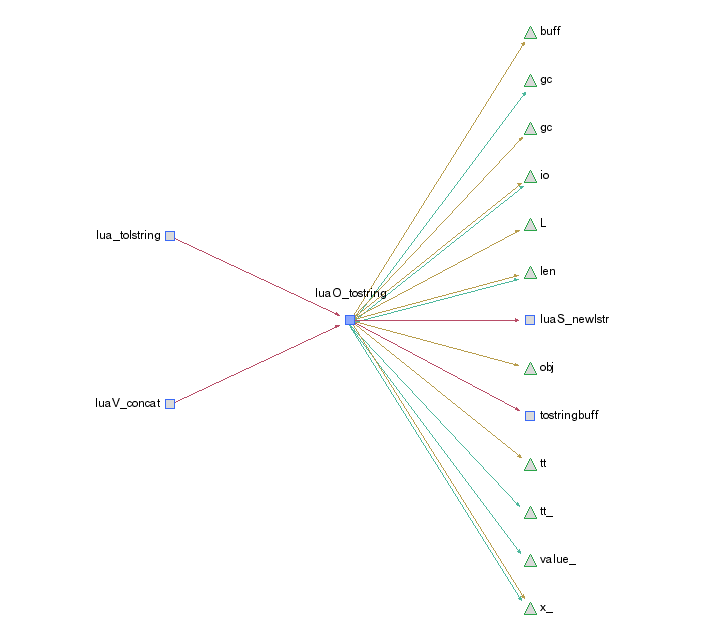 buff
gc
gc
io
lua_tolstring
L
len
luaO_tostring
luaS_newlstr
obj
luaV_concat
tostringbuff
tt
tt_
value_
x_